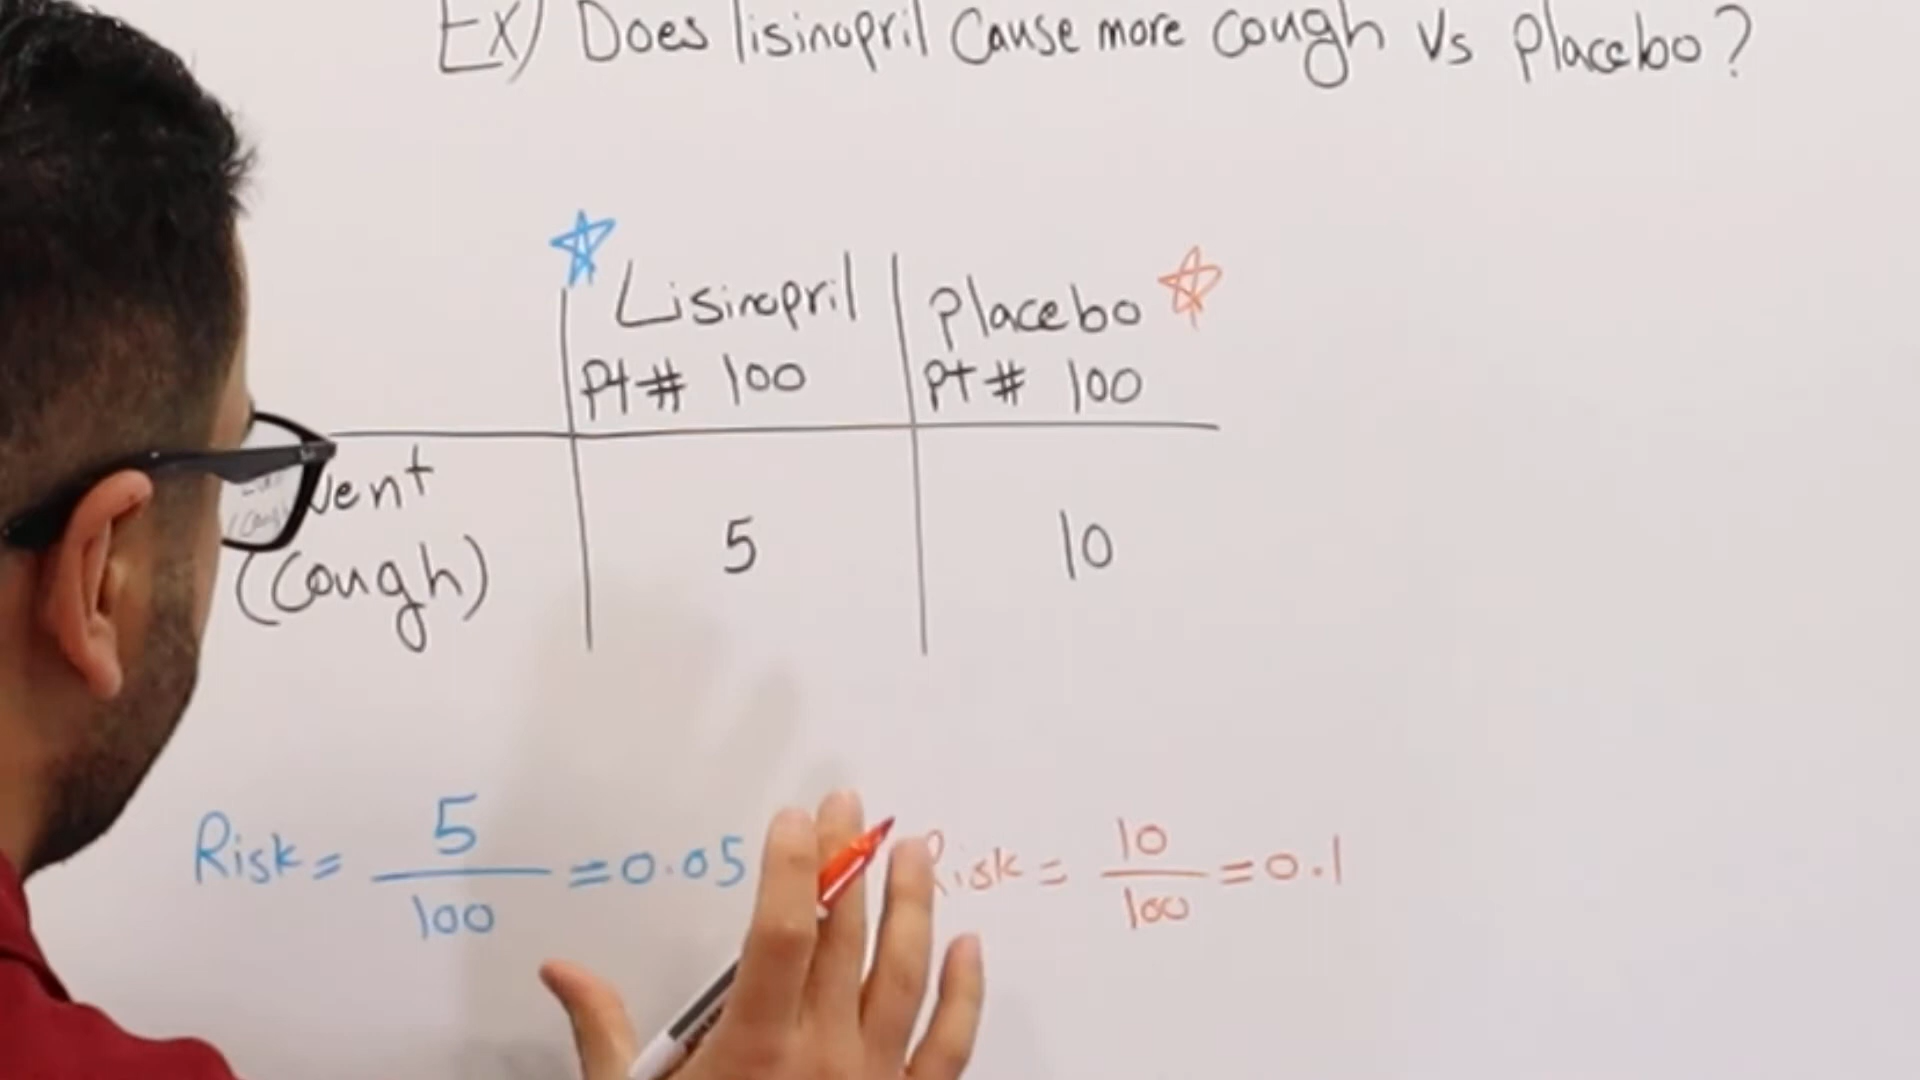 EX) Does lisinopril Cause more cough Vs placebo?
Lisinopril
placebo
Pt# 100
PT# 100
vent
(Cough)
5
10
Risk = 5/100 = 0.05
Risk = 10/100 = 0.1